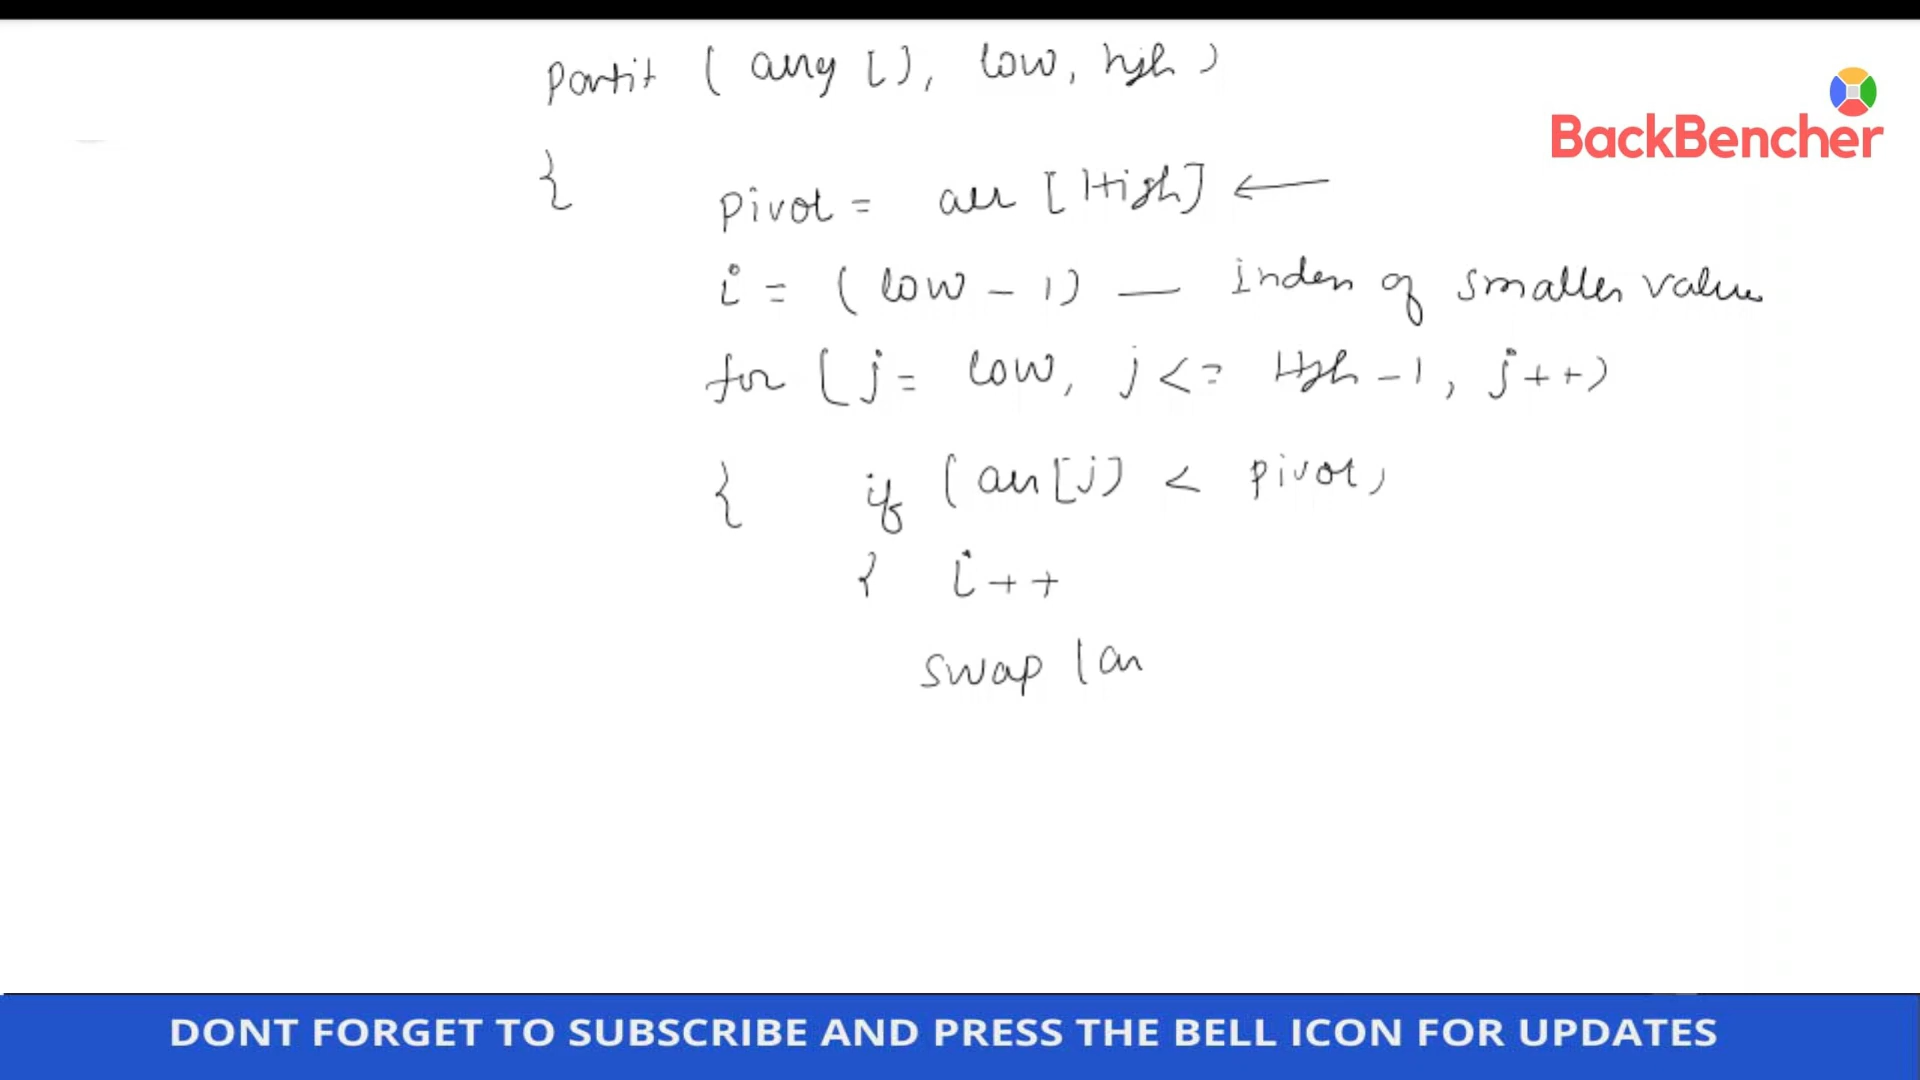 Partit ( array [], low, high )
BackBencher
{
pivot = arr [High] ←
i = (low - 1) — index of smaller value
for (j = low, j <= High -1, j++)
{ if (arr[j] < pivot)
{ i++
swap (arr
DONT FORGET TO SUBSCRIBE AND PRESS THE BELL ICON FOR UPDATES